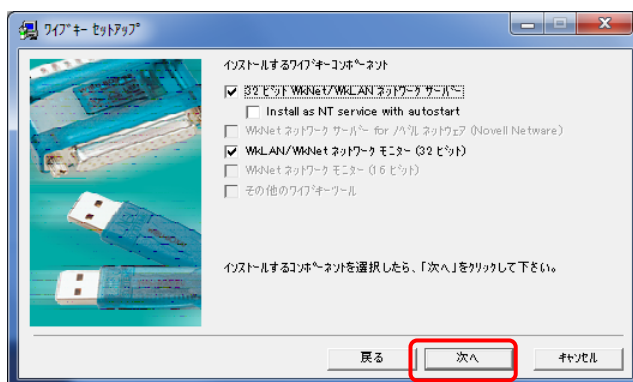 ワイプキー セットアップ
インストールするワイプキーコンポーネント
32 ビット WkNet/WkLAN ネットワーク サーバー
Install as NT service with autostart
WkNet ネットワーク サーバー for ノベル ネットウェア (Novell Netware)
WkLAN/WkNet ネットワーク モニター (32 ビット)
WkNet ネットワーク モニター (16 ビット)
その他のワイプキーツール
インストールするコンポーネントを選択したら、「次へ」をクリックして下さい。
戻る 次へ キャンセル